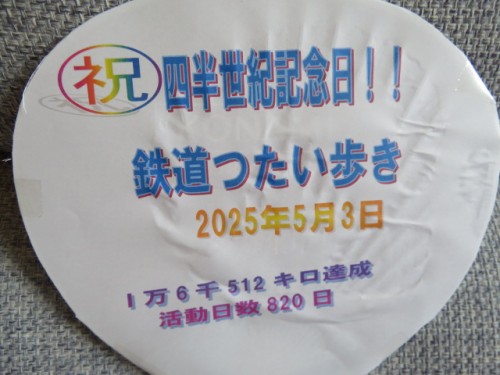 祝 四半世紀記念日！！
鉄道つたい歩き
2025年5月3日
1万6千512キロ達成
活動日数820日